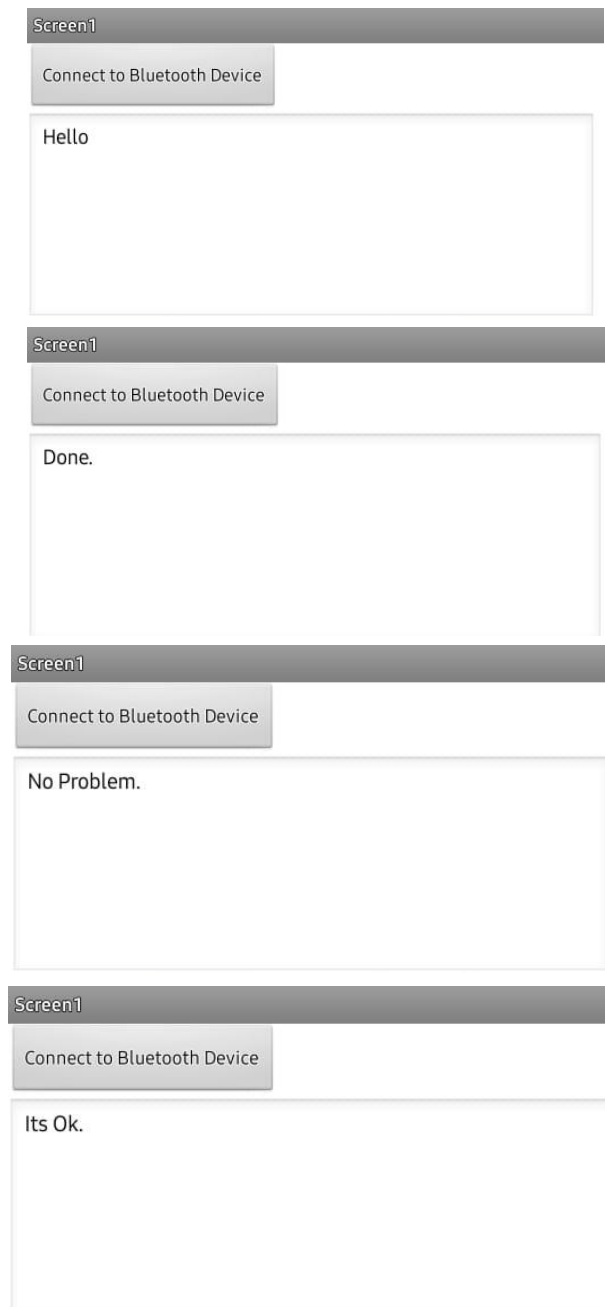 Screen1
Connect to Bluetooth Device
Hello
Screen1
Connect to Bluetooth Device
Done.
Screen1
Connect to Bluetooth Device
No Problem.
Screen1
Connect to Bluetooth Device
Its Ok.